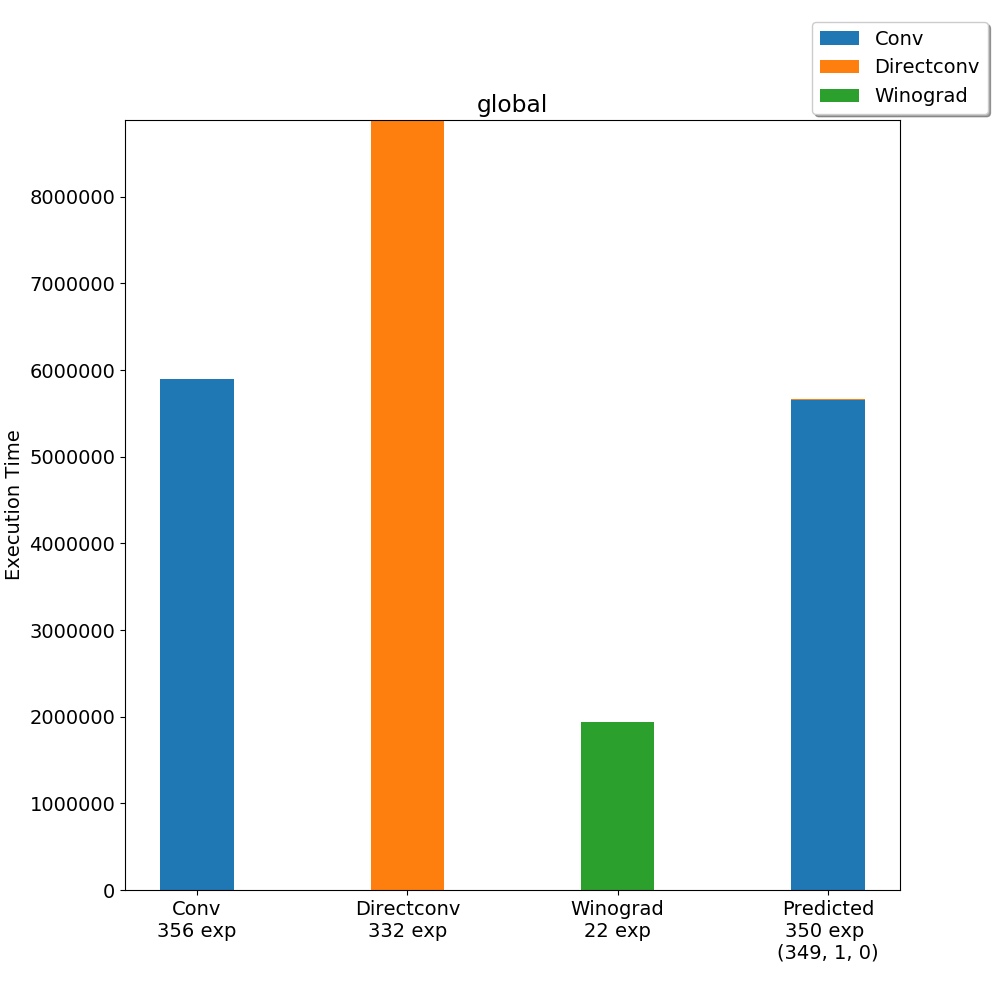 Conv
Directconv
Winograd
global
8000000
7000000
6000000
5000000
4000000
3000000
2000000
1000000
0
Execution Time
Conv
356 exp
Directconv
332 exp
Winograd
22 exp
Predicted
350 exp
(349, 1, 0)